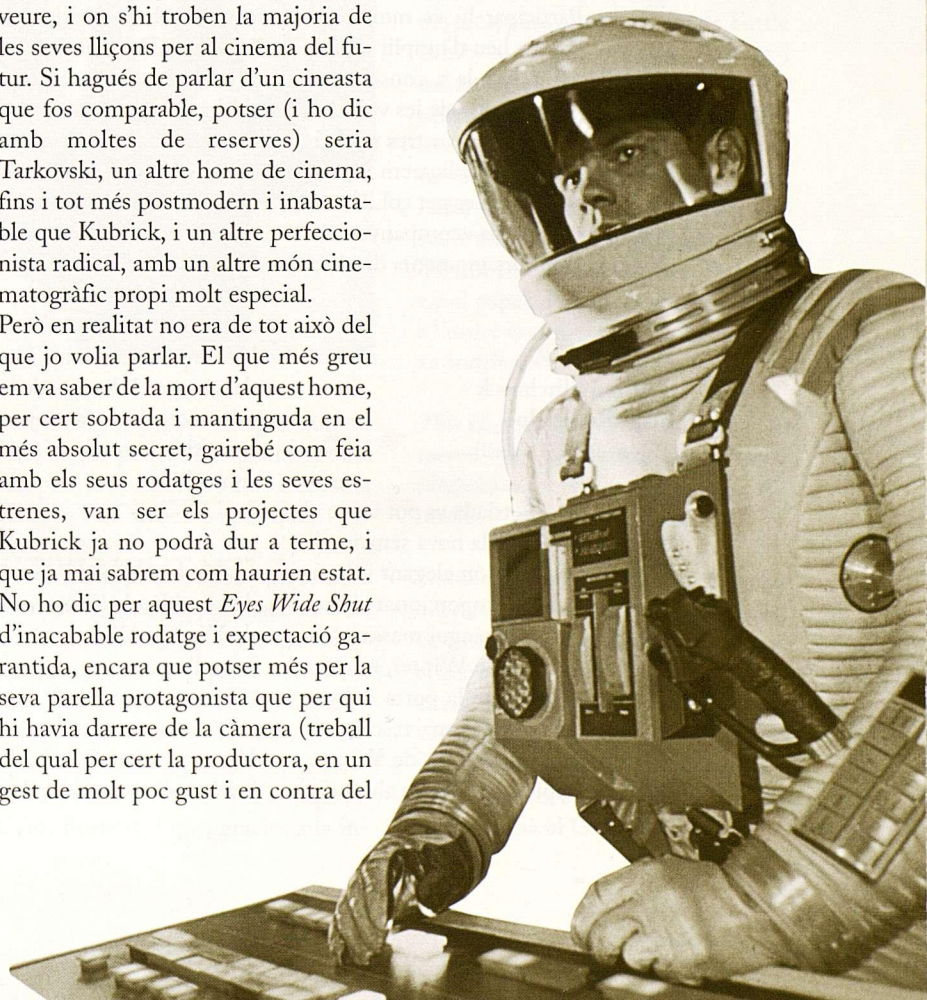 veure, i on s’hi troben la majoria de
les seves lliçons per al cinema del fu-
tur. Si hagués de parlar d’un cineasta
que fos comparable, potser (i ho dic
amb moltes de reserves) seria
Tarkovski, un altre home de cinema,
fins i tot més postmodern i inabasta-
ble que Kubrick, i un altre perfeccio-
nista radical, amb un altre món cine-
matogràfic propi molt especial.
Però en realitat no era de tot això del
que jo volia parlar. El que més greu
em va saber de la mort d’aquest home,
per cert sobtada i mantinguda en el
més absolut secret, gairebé com feia
amb els seus rodatges i les seves es-
trenes, van ser els projectes que
Kubrick ja no podrà dur a terme, i
que ja mai sabrem com haurien estat.
No ho dic per aquest Eyes Wide Shut
d’inacabable rodatge i expectació ga-
rantida, encara que potser més per la
seva parella protagonista que per qui
hi havia darrere de la càmera (treball
del qual per cert la productora, en un
gest de molt poc gust i en contra del